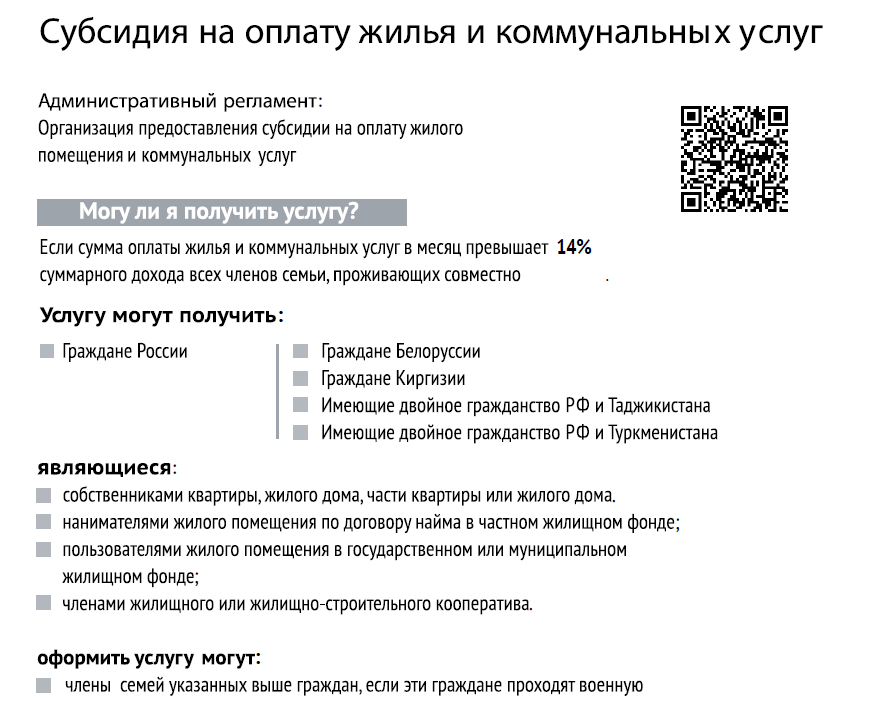 Субсидия на оплату жилья и коммунальных услуг
Административный регламент:
Организация предоставления субсидии на оплату жилого
помещения и коммунальных услуг
Могу ли я получить услугу?
Если сумма оплаты жилья и коммунальных услуг в месяц превышает 14%
суммарного дохода всех членов семьи, проживающих совместно .
Услугу могут получить:
Граждане России
Граждане Белоруссии
Граждане Киргизии
Имеющие двойное гражданство РФ и Таджикистана
Имеющие двойное гражданство РФ и Туркменистана
являющиеся:
собственниками квартиры, жилого дома, части квартиры или жилого дома.
нанимателями жилого помещения по договору найма в частном жилищном фонде;
пользователями жилого помещения в государственном или муниципальном
жилищном фонде;
членами жилищного или жилищно-строительного кооператива.
оформить услугу могут:
члены семей указанных выше граждан, если эти граждане проходят военную